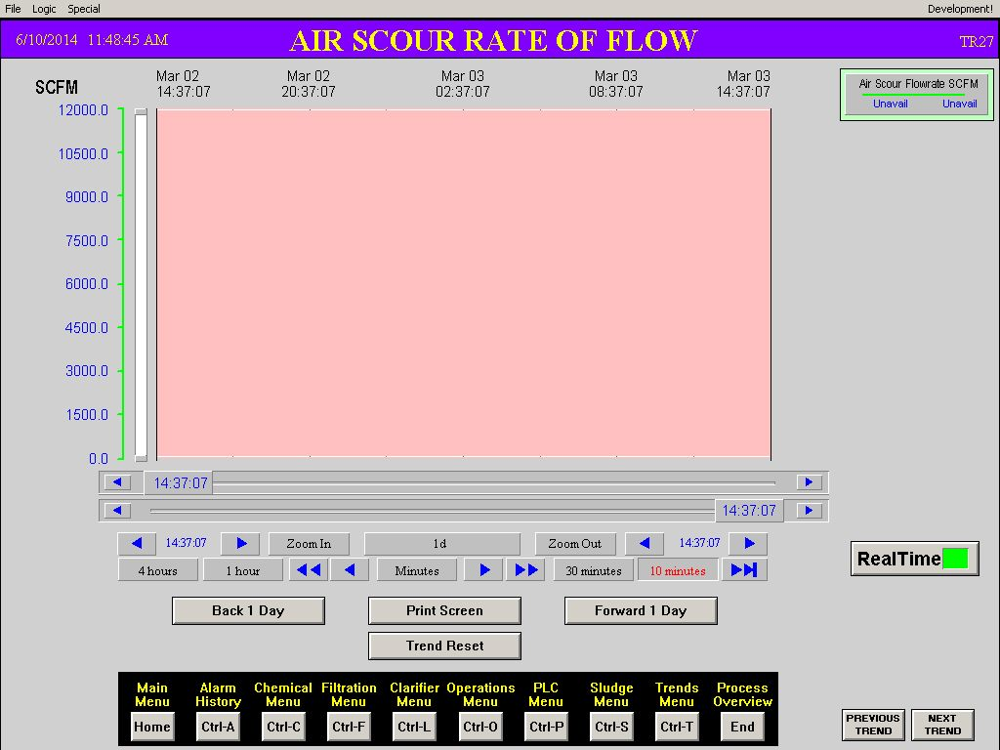 File Logic Special Development!
6/10/2014 11:48:45 AM AIR SCOUR RATE OF FLOW TR27
SCFM
Mar 02 Mar 02 Mar 03 Mar 03 Mar 03
14:37:07 20:37:07 02:37:07 08:37:07 14:37:07
Air Scour Flowrate SCFM
Unavail Unavail
12000.0
10500.0
9000.0
7500.0
6000.0
4500.0
3000.0
1500.0
0.0
14:37:07
14:37:07
14:37:07 Zoom In 1d Zoom Out 14:37:07
4 hours 1 hour Minutes 30 minutes 10 minutes
RealTime
Back 1 Day Print Screen Forward 1 Day
Trend Reset
Main Alarm Chemical Filtration Clarifier Operations PLC Sludge Trends Process
Menu History Menu Menu Menu Menu Menu Menu Menu Overview
Home Ctrl-A Ctrl-C Ctrl-F Ctrl-L Ctrl-O Ctrl-P Ctrl-S Ctrl-T End
PREVIOUS NEXT
TREND TREND